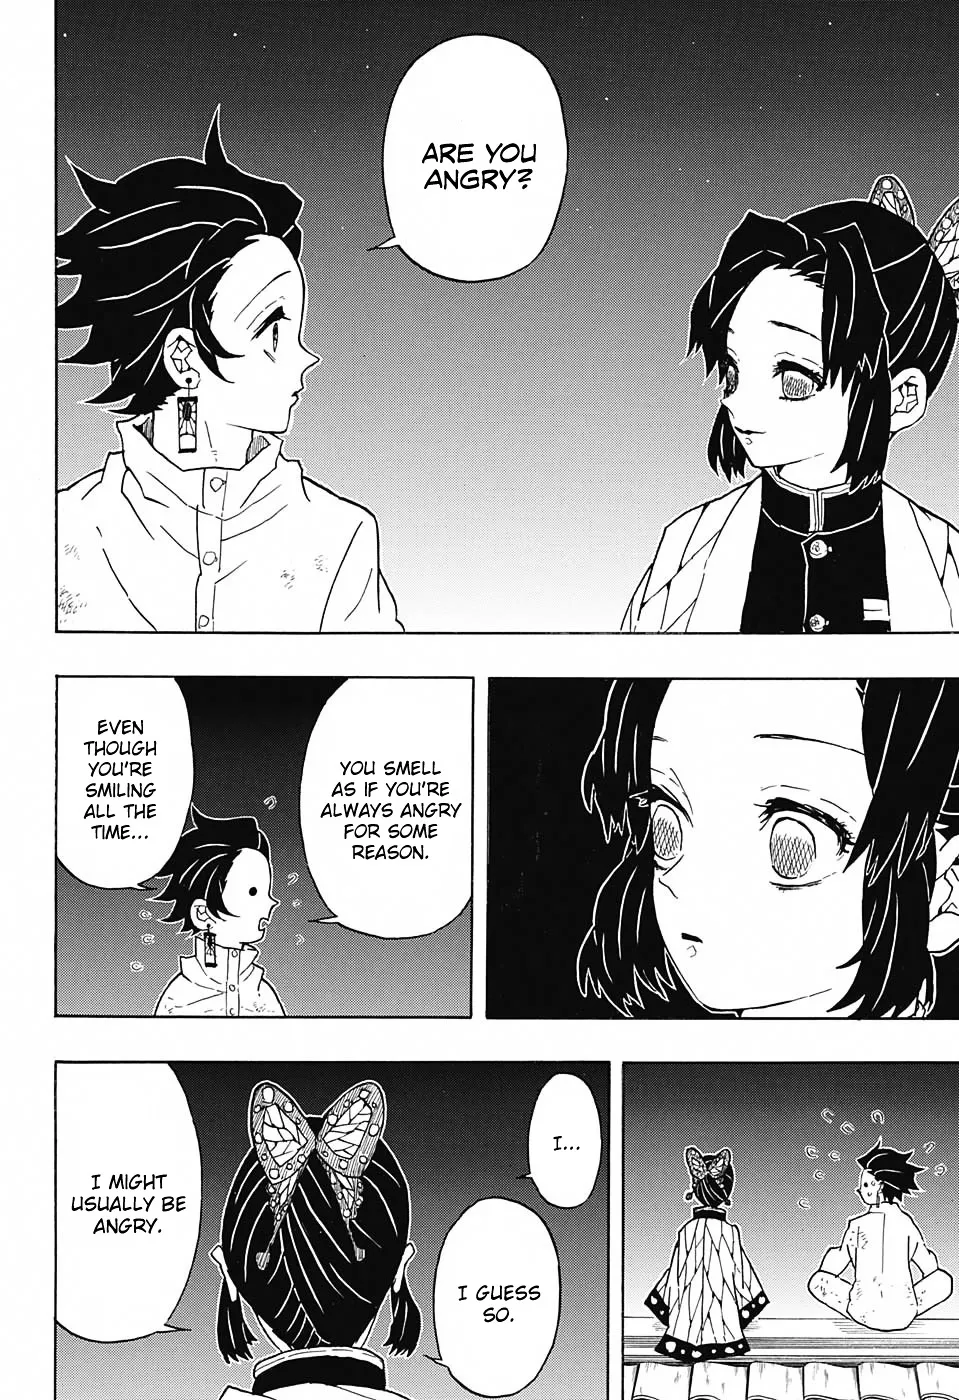 ARE YOU
ANGRY?
YOU SMELL
AS IF YOU'RE
ALWAYS ANGRY
FOR SOME
REASON.
EVEN
THOUGH
YOU'RE
SMILING
ALL THE
TIME...
I...
I GUESS
SO.
I MIGHT
USUALLY BE
ANGRY.